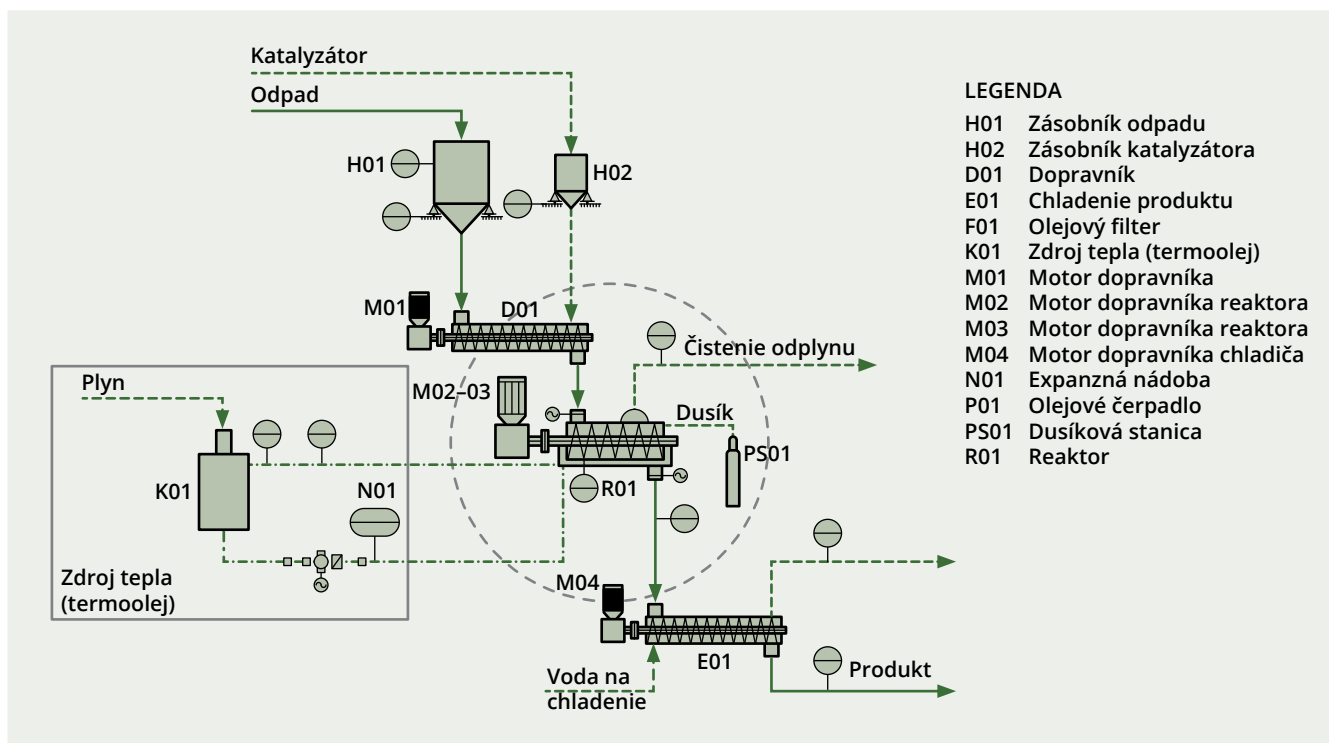 Katalyzátor
Odpad
H01
H02
M01
D01
Čistenie odplynu
M02–03
Dusík
PS01
R01
Plyn
K01
N01
Zdroj tepla
(termoolej)
M04
E01
Voda na
chladenie
Produkt
LEGENDA
H01 Zásobník odpadu
H02 Zásobník katalyzátora
D01 Dopravník
E01 Chladenie produktu
F01 Olejový filter
K01 Zdroj tepla (termoolej)
M01 Motor dopravníka
M02 Motor dopravníka reaktora
M03 Motor dopravníka reaktora
M04 Motor dopravníka chladiča
N01 Expanzná nádoba
P01 Olejové čerpadlo
PS01 Dusíková stanica
R01 Reaktor